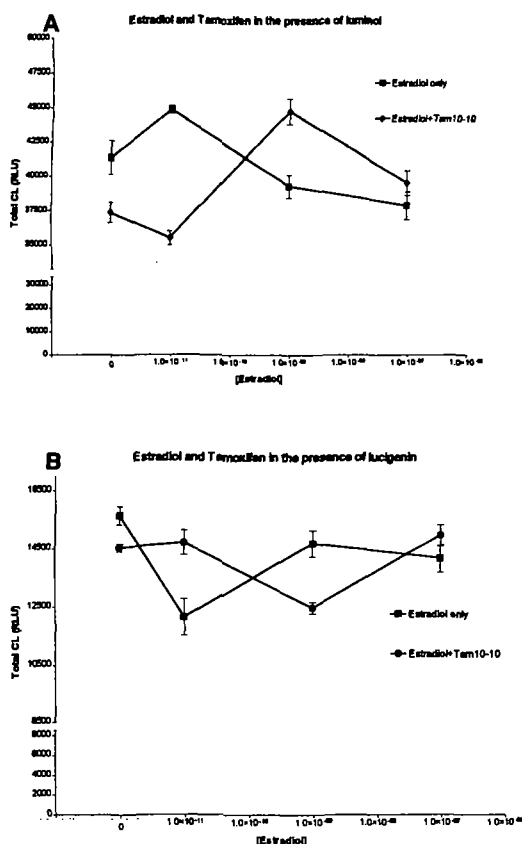 A
Estradiol and Tamoxifen in the presence of luminol
Total CL (RLU)
50000
47500
45000
42500
40000
37500
35000
30000
20000
10000
0
Estradiol only
Estradiol+Tam10-10
0
1.0×10⁻¹¹
[Estradiol]
B
Estradiol and Tamoxifen in the presence of lucigenin
Total CL (RLU)
16500
14500
12500
10500
8500
8000
6000
4000
2000
0
Estradiol only
Estradiol+Tam10-10
0
1.0×10⁻¹¹
[Estradiol]